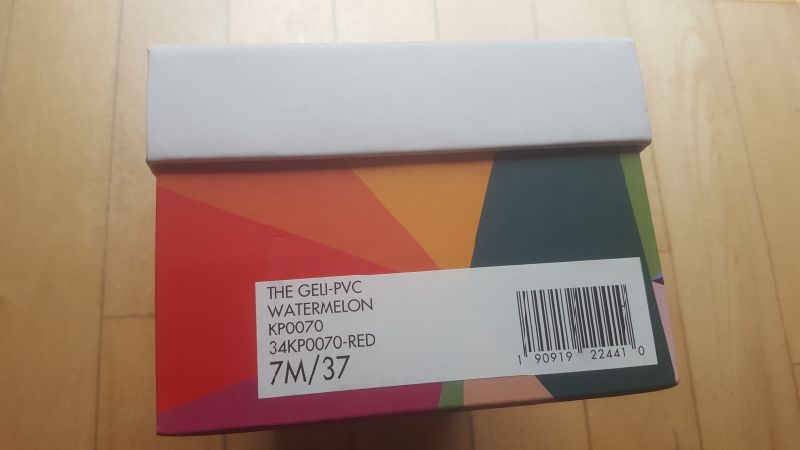 THE GELI-PVC
WATERMELON
KP0070
34KP0070-RED
7M/37
1 90919 22441 0